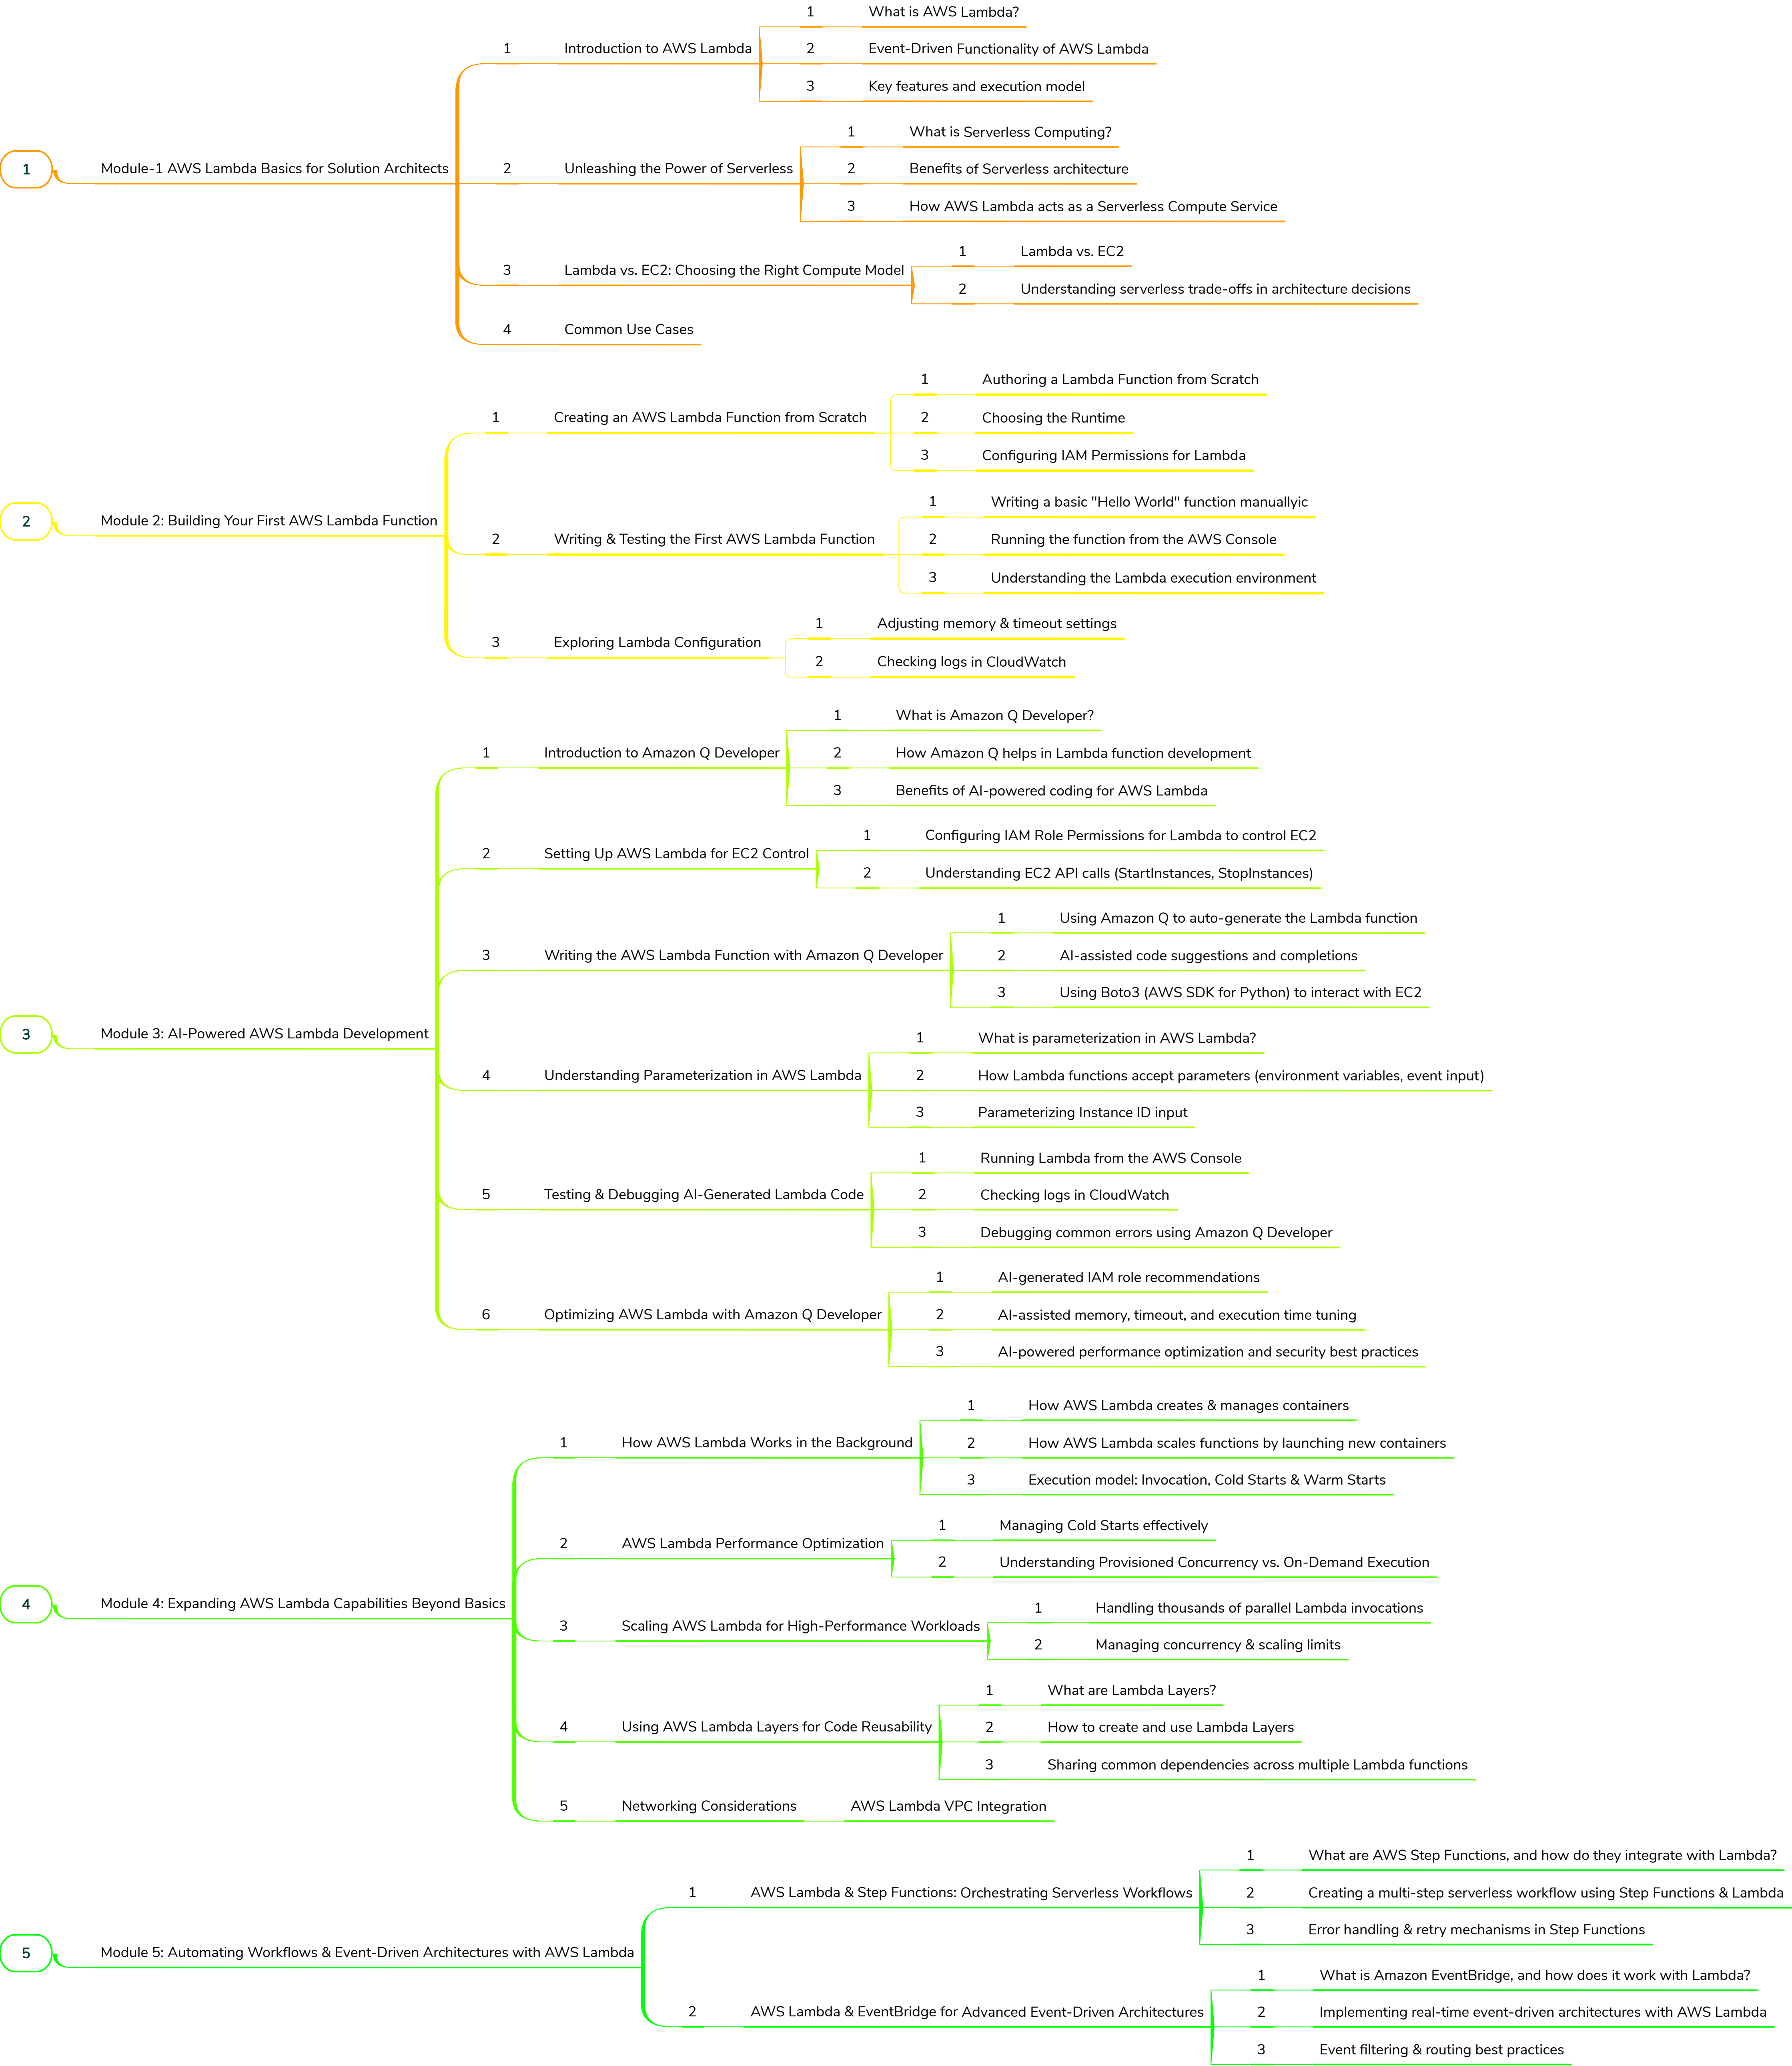 1
Module-1 AWS Lambda Basics for Solution Architects
1
Introduction to AWS Lambda
1
What is AWS Lambda?
2
Event-Driven Functionality of AWS Lambda
3
Key features and execution model
2
Unleashing the Power of Serverless
1
What is Serverless Computing?
2
Benefits of Serverless architecture
3
How AWS Lambda acts as a Serverless Compute Service
3
Lambda vs. EC2: Choosing the Right Compute Model
1
Lambda vs. EC2
2
Understanding serverless trade-offs in architecture decisions
4
Common Use Cases
2
Module 2: Building Your First AWS Lambda Function
1
Creating an AWS Lambda Function from Scratch
1
Authoring a Lambda Function from Scratch
2
Choosing the Runtime
3
Configuring IAM Permissions for Lambda
2
Writing & Testing the First AWS Lambda Function
1
Writing a basic "Hello World" function manuallyic
2
Running the function from the AWS Console
3
Understanding the Lambda execution environment
3
Exploring Lambda Configuration
1
Adjusting memory & timeout settings
2
Checking logs in CloudWatch
3
Module 3: AI-Powered AWS Lambda Development
1
Introduction to Amazon Q Developer
1
What is Amazon Q Developer?
2
How Amazon Q helps in Lambda function development
3
Benefits of AI-powered coding for AWS Lambda
2
Setting Up AWS Lambda for EC2 Control
1
Configuring IAM Role Permissions for Lambda to control EC2
2
Understanding EC2 API calls (StartInstances, StopInstances)
3
Writing the AWS Lambda Function with Amazon Q Developer
1
Using Amazon Q to auto-generate the Lambda function
2
AI-assisted code suggestions and completions
3
Using Boto3 (AWS SDK for Python) to interact with EC2
4
Understanding Parameterization in AWS Lambda
1
What is parameterization in AWS Lambda?
2
How Lambda functions accept parameters (environment variables, event input)
3
Parameterizing Instance ID input
5
Testing & Debugging AI-Generated Lambda Code
1
Running Lambda from the AWS Console
2
Checking logs in CloudWatch
3
Debugging common errors using Amazon Q Developer
6
Optimizing AWS Lambda with Amazon Q Developer
1
AI-generated IAM role recommendations
2
AI-assisted memory, timeout, and execution time tuning
3
AI-powered performance optimization and security best practices
4
Module 4: Expanding AWS Lambda Capabilities Beyond Basics
1
How AWS Lambda Works in the Background
1
How AWS Lambda creates & manages containers
2
How AWS Lambda scales functions by launching new containers
3
Execution model: Invocation, Cold Starts & Warm Starts
2
AWS Lambda Performance Optimization
1
Managing Cold Starts effectively
2
Understanding Provisioned Concurrency vs. On-Demand Execution
3
Scaling AWS Lambda for High-Performance Workloads
1
Handling thousands of parallel Lambda invocations
2
Managing concurrency & scaling limits
4
Using AWS Lambda Layers for Code Reusability
1
What are Lambda Layers?
2
How to create and use Lambda Layers
3
Sharing common dependencies across multiple Lambda functions
5
Networking Considerations
AWS Lambda VPC Integration
5
Module 5: Automating Workflows & Event-Driven Architectures with AWS Lambda
1
AWS Lambda & Step Functions: Orchestrating Serverless Workflows
1
What are AWS Step Functions, and how do they integrate with Lambda?
2
Creating a multi-step serverless workflow using Step Functions & Lambda
3
Error handling & retry mechanisms in Step Functions
2
AWS Lambda & EventBridge for Advanced Event-Driven Architectures
1
What is Amazon EventBridge, and how does it work with Lambda?
2
Implementing real-time event-driven architectures with AWS Lambda
3
Event filtering & routing best practices